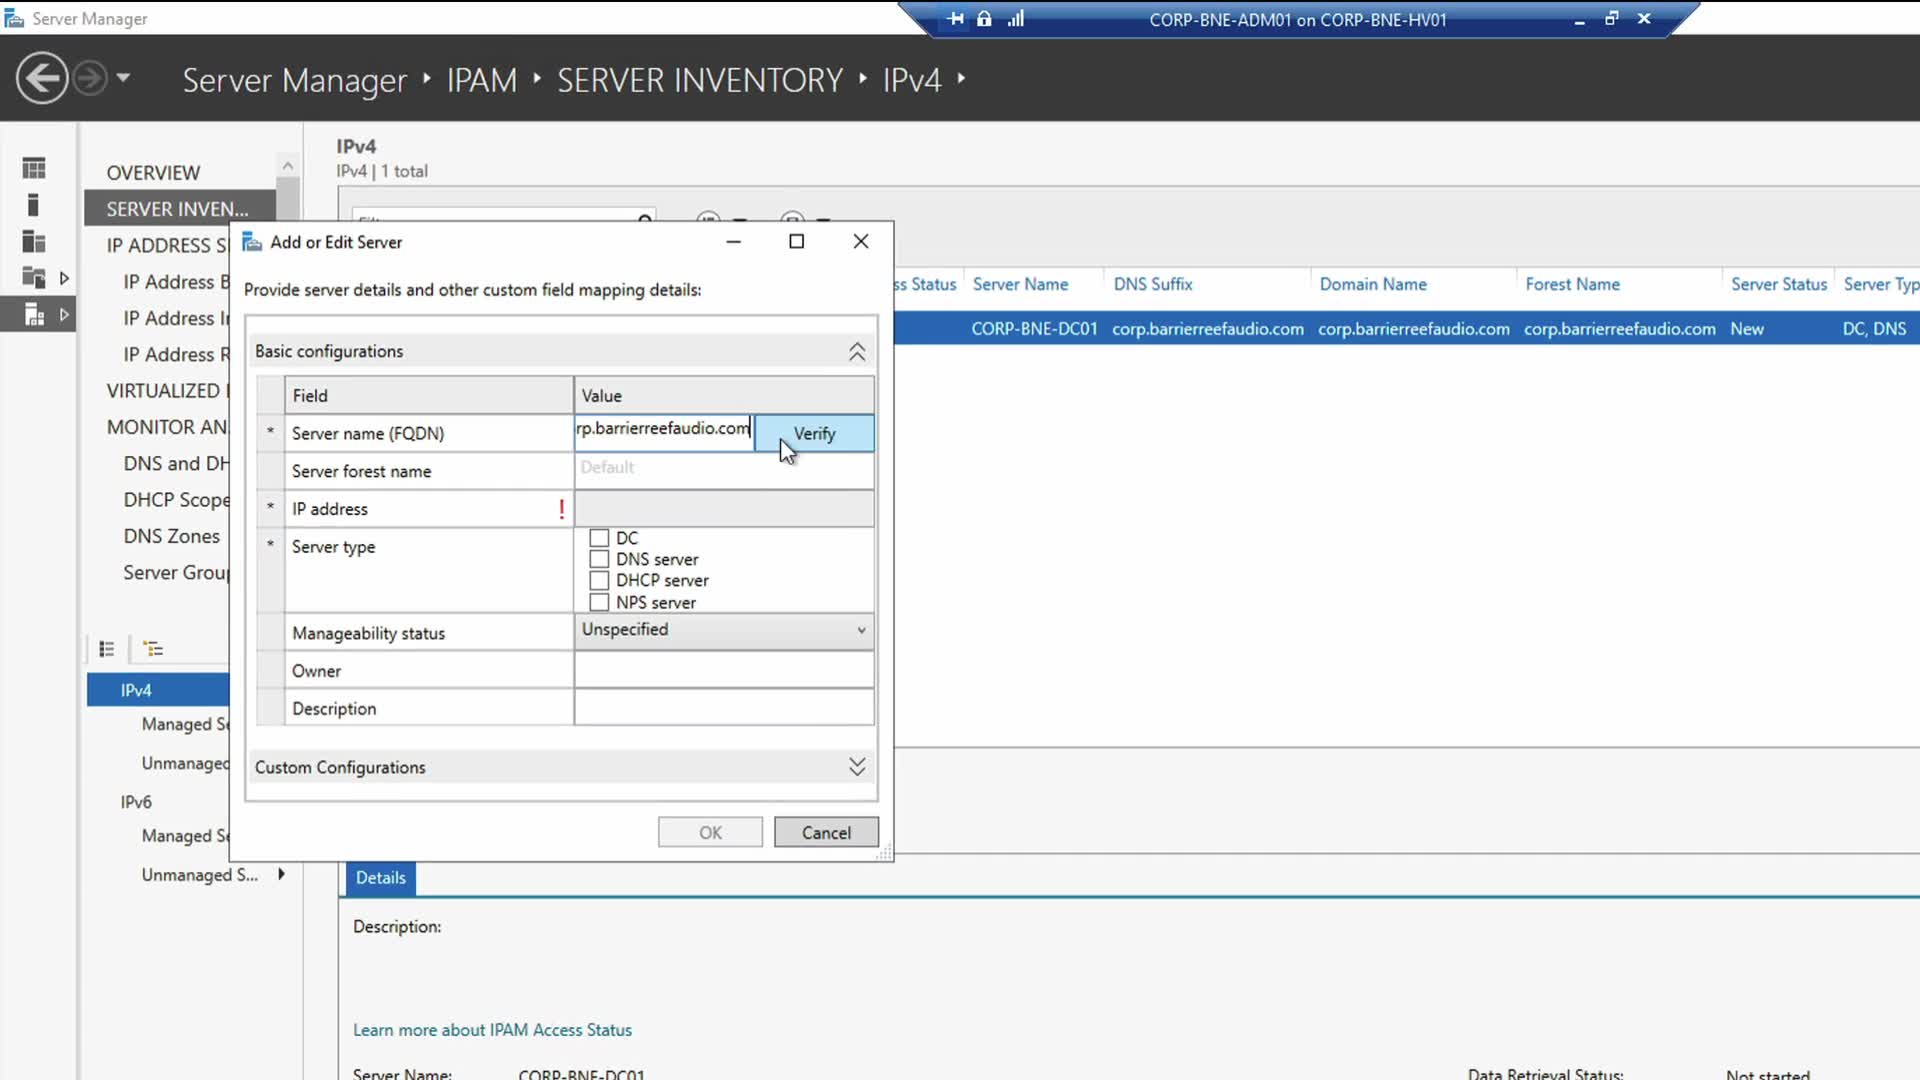 Server Manager
CORP-BNE-ADM01 on CORP-BNE-HV01
Server Manager ‣ IPAM ‣ SERVER INVENTORY ‣ IPv4 ‣
OVERVIEW
SERVER INVEN...
IP ADDRESS S
IP Address B
IP Address I
IP Address R
VIRTUALIZED
MONITOR AN
DNS and DH
DHCP Scope
DNS Zones
Server Grou
IPv4
Managed Se
Unmanaged
IPv6
Managed Se
Unmanaged S...
IPv4
IPv4 | 1 total
ss Status Server Name DNS Suffix Domain Name Forest Name Server Status Server Typ
CORP-BNE-DC01 corp.barrierreefaudio.com corp.barrierreefaudio.com corp.barrierreefaudio.com New DC, DNS
Add or Edit Server
Provide server details and other custom field mapping details:
Basic configurations
Field Value
* Server name (FQDN) rp.barrierreefaudio.com Verify
Server forest name Default
* IP address !
* Server type DC
DNS server
DHCP server
NPS server
Manageability status Unspecified
Owner
Description
Custom Configurations
OK Cancel
Details
Description:
Learn more about IPAM Access Status
Server Name: CORP-BNE-DC01 Data Retrieval Status: Not started